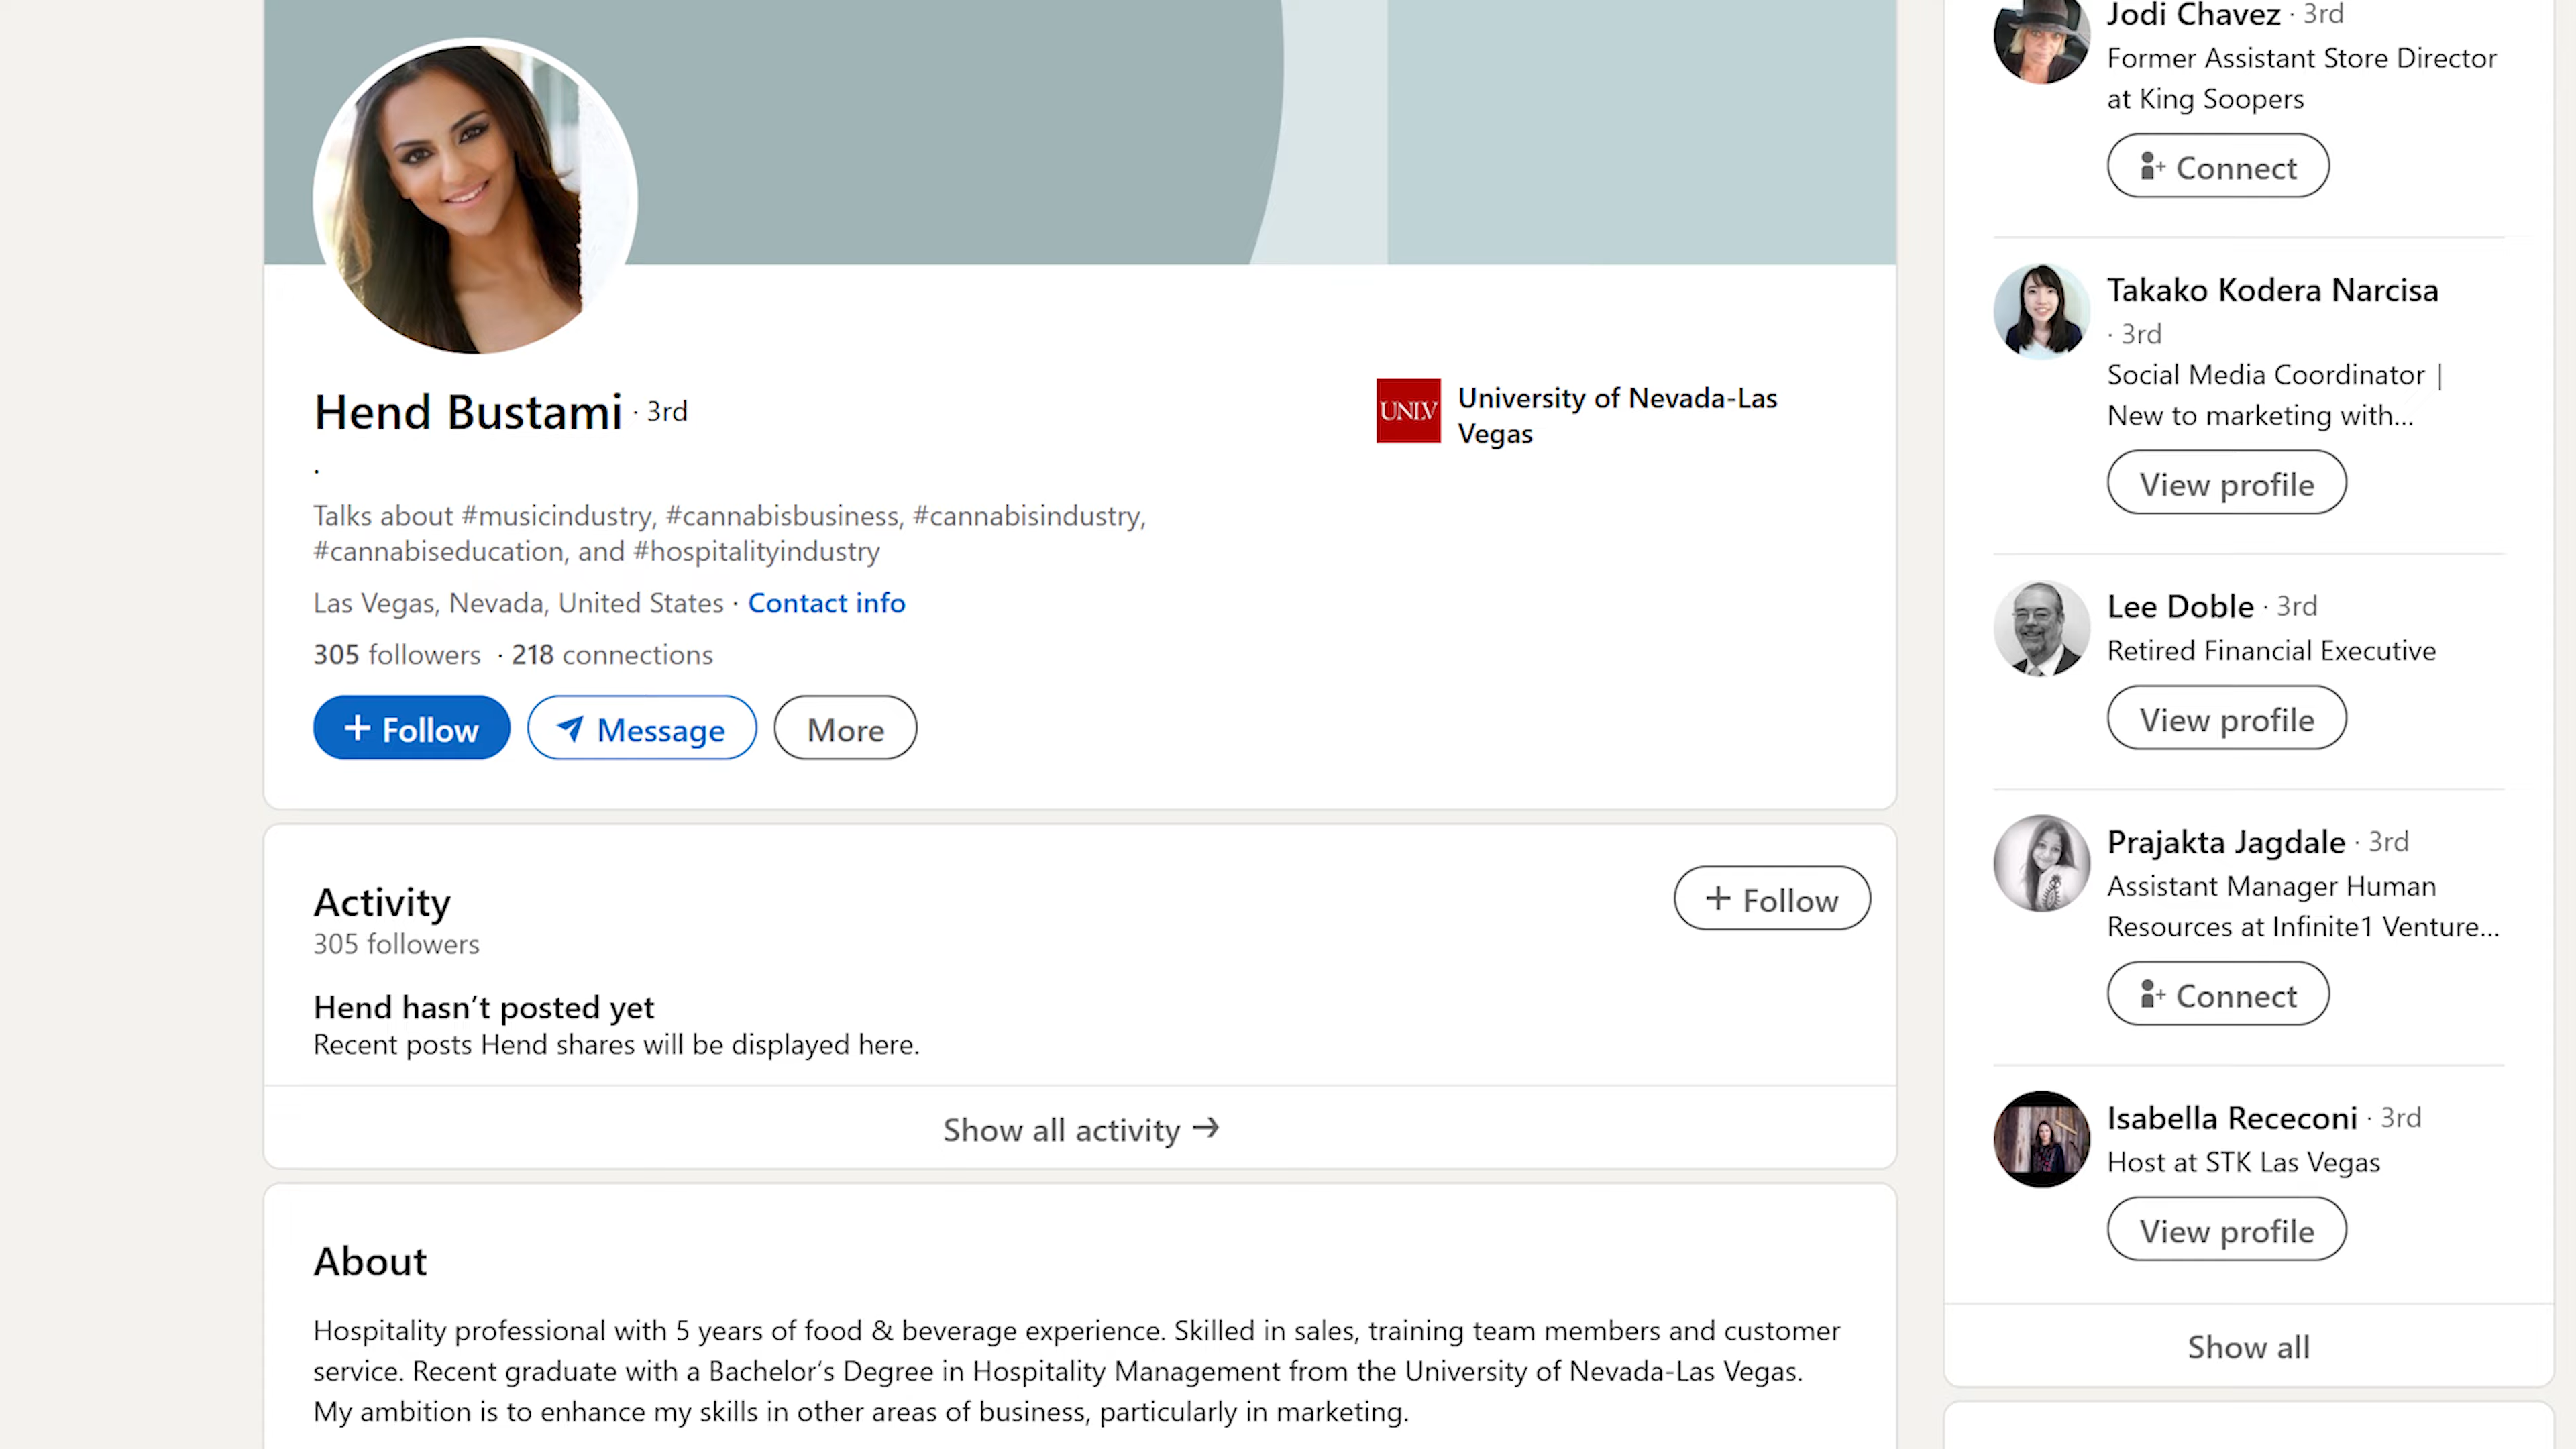 Hend Bustami · 3rd
.
Talks about #musicindustry, #cannabisbusiness, #cannabisindustry,
#cannabiseducation, and #hospitalityindustry
Las Vegas, Nevada, United States · Contact info
305 followers · 218 connections
+ Follow
Message
More
UNLV
University of Nevada-Las
Vegas
Activity
305 followers
+ Follow
Hend hasn’t posted yet
Recent posts Hend shares will be displayed here.
Show all activity →
About
Hospitality professional with 5 years of food & beverage experience. Skilled in sales, training team members and customer
service. Recent graduate with a Bachelor’s Degree in Hospitality Management from the University of Nevada-Las Vegas.
My ambition is to enhance my skills in other areas of business, particularly in marketing.
Jodi Chavez · 3rd
Former Assistant Store Director
at King Soopers
Connect
Takako Kodera Narcisa
· 3rd
Social Media Coordinator |
New to marketing with...
View profile
Lee Doble · 3rd
Retired Financial Executive
View profile
Prajakta Jagdale · 3rd
Assistant Manager Human
Resources at Infinite1 Venture...
Connect
Isabella Receconi · 3rd
Host at STK Las Vegas
View profile
Show all